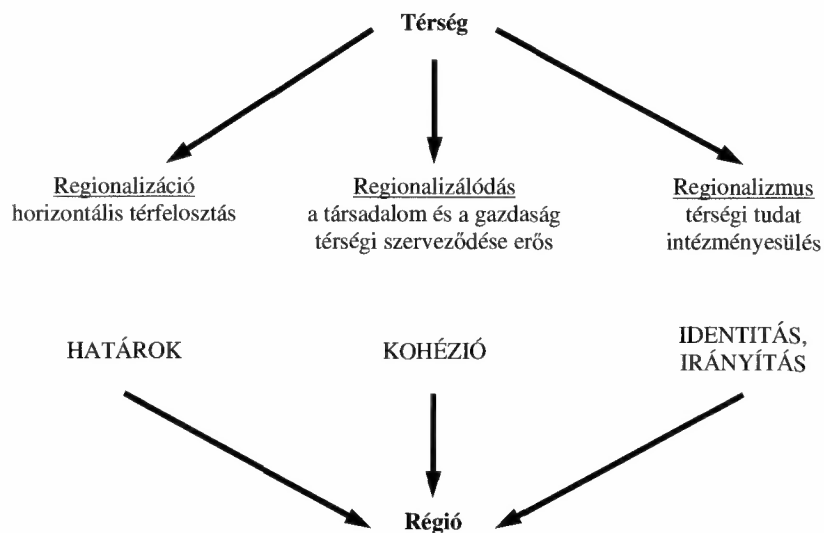 Térség
Regionalizáció
horizontális térfelosztás
Regionalizálódás
a társadalom és a gazdaság
térségi szerveződése erős
Regionalizmus
térségi tudat
intézményesülés
HATÁROK
KOHÉZIÓ
IDENTITÁS,
IRÁNYÍTÁS
Régió